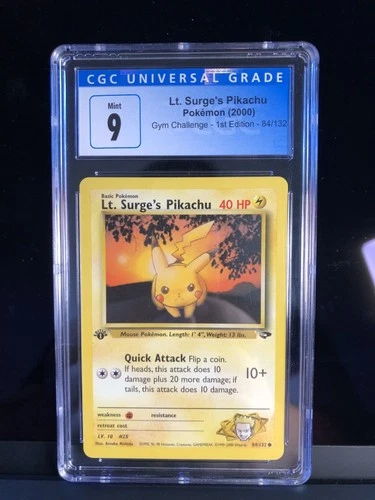 CGC UNIVERSAL GRADE
Mint
9
Lt. Surge's Pikachu
Pokémon (2000)
Gym Challenge - 1st Edition - 84/132
Basic Pokémon
Lt. Surge's Pikachu 40 HP
Mouse Pokémon. Length: 1' 4", Weight: 13 lbs.
Quick Attack Flip a coin.
If heads, this attack does 10
damage plus 20 more damage; if
tails, this attack does 10 damage.
10+
weakness
resistance
retreat cost
LV. 10 #25
84/132